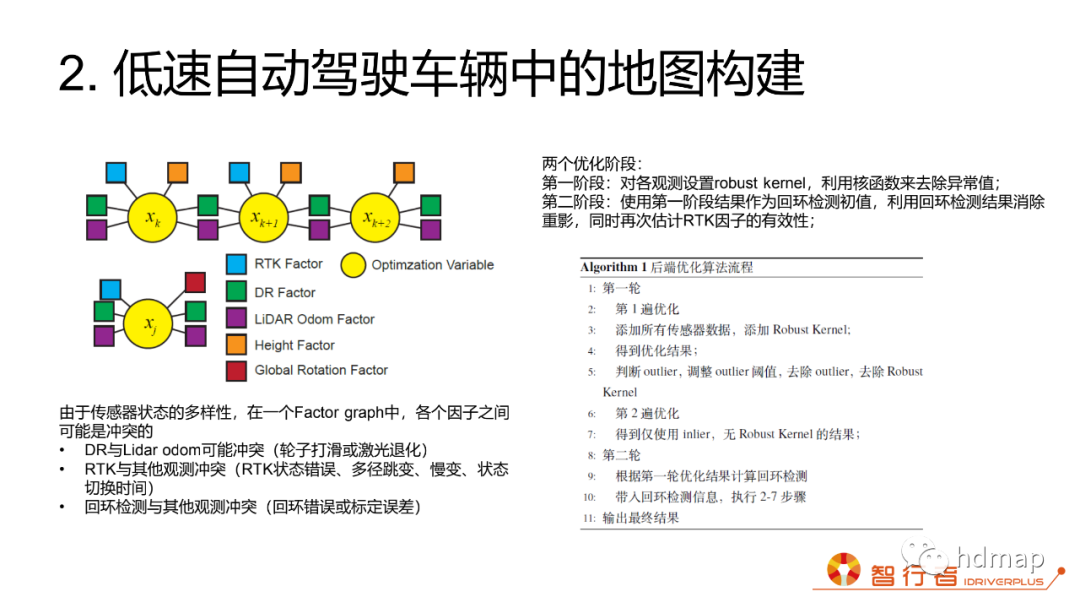 2. 低速自动驾驶车辆中的地图构建
x_k
x_{k+1}
x_{k+2}
x_j
RTK Factor
Optimzation Variable
DR Factor
LiDAR Odom Factor
Height Factor
Global Rotation Factor
由于传感器状态的多样性，在一个Factor graph中，各个因子之间
可能是冲突的
• DR与Lidar odom可能冲突（轮子打滑或激光退化）
• RTK与其他观测冲突（RTK状态错误、多径跳变、慢变、状态
切换时间）
• 回环检测与其他观测冲突（回环错误或标定误差）
两个优化阶段：
第一阶段：对各观测设置robust kernel，利用核函数来去除异常值；
第二阶段：使用第一阶段结果作为回环检测初值，利用回环检测结果消除
重影，同时再次估计RTK因子的有效性；
Algorithm 1 后端优化算法流程
1: 第一轮
2: 第 1 遍优化
3: 添加所有传感器数据，添加 Robust Kernel;
4: 得到优化结果；
5: 判断 outlier，调整 outlier 阈值，去除 outlier，去除 Robust
Kernel
6: 第 2 遍优化
7: 得到仅使用 inlier，无 Robust Kernel 的结果；
8: 第二轮
9: 根据第一轮优化结果计算回环检测
10: 带入回环检测信息，执行 2-7 步骤
11: 输出最终结果
hdmap
智行者
IDRIVERPLUS